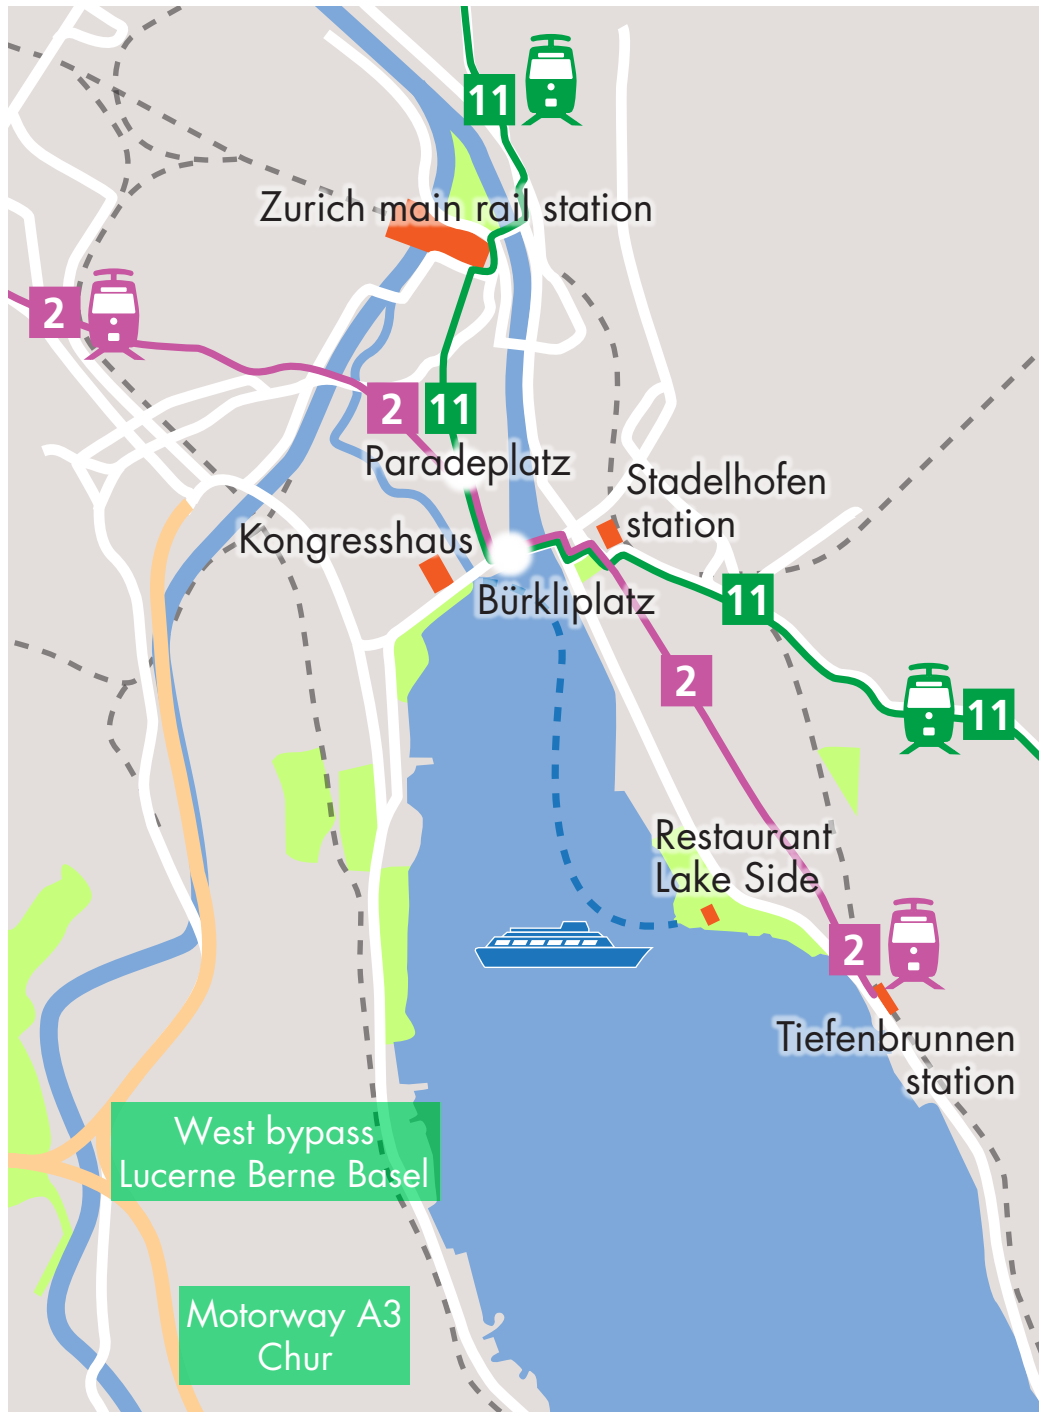 11
Zurich main rail station
2
2
11
Paradeplatz
Stadelhofen
station
Kongresshaus
Bürkliplatz
11
2
11
Restaurant
Lake Side
2
Tiefenbrunnen
station
West bypass
Lucerne Berne Basel
Motorway A3
Chur